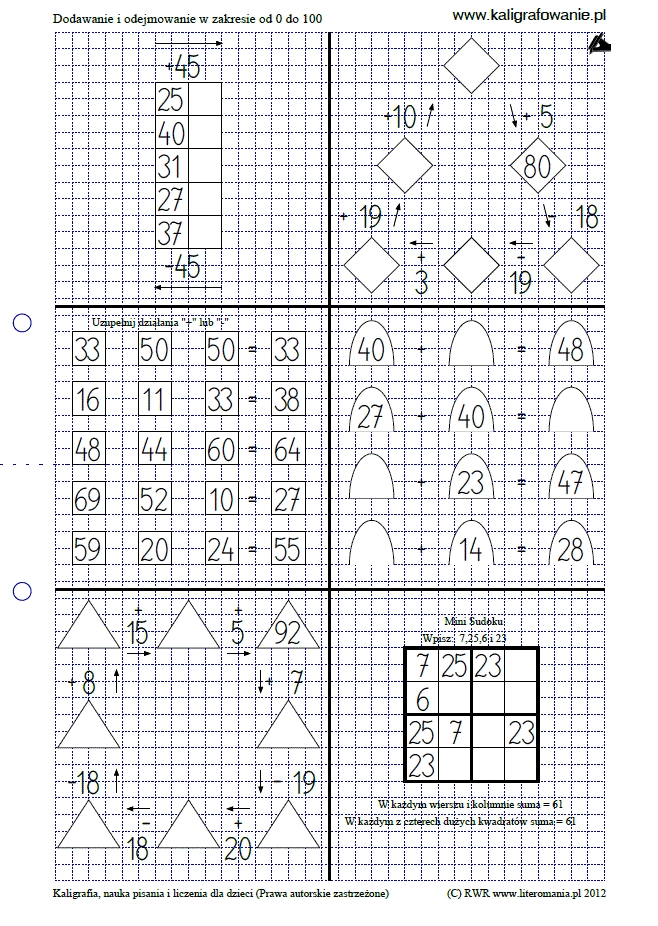 Dodawanie i odejmowanie w zakresie od 0 do 100
www.kaligrafowanie.pl
+45
25
40
31
27
37
-45
+10
+ 5
80
+ 19
- 18
+
3
-
19
Uzupełnij działania "+" lub "-"
33 50 50 = 33
16 11 33 = 38
48 44 60 = 64
69 52 10 = 27
59 20 24 = 55
40 + = 48
27 + 40 =
+ 23 = 47
+ 14 = 28
+
15
+
5
92
+ 8
+ 7
-18
- 19
-
18
+
20
Mini Sudoku
Wpisz: 7,25,6 i 23
7 25 23
6
25 7 23
23
W każdym wierszu i kolumnie suma = 61
W każdym z czterech dużych kwadratów suma = 61
Kaligrafia, nauka pisania i liczenia dla dzieci (Prawa autorskie zastrzeżone)
(C) RWR www.literomania.pl 2012